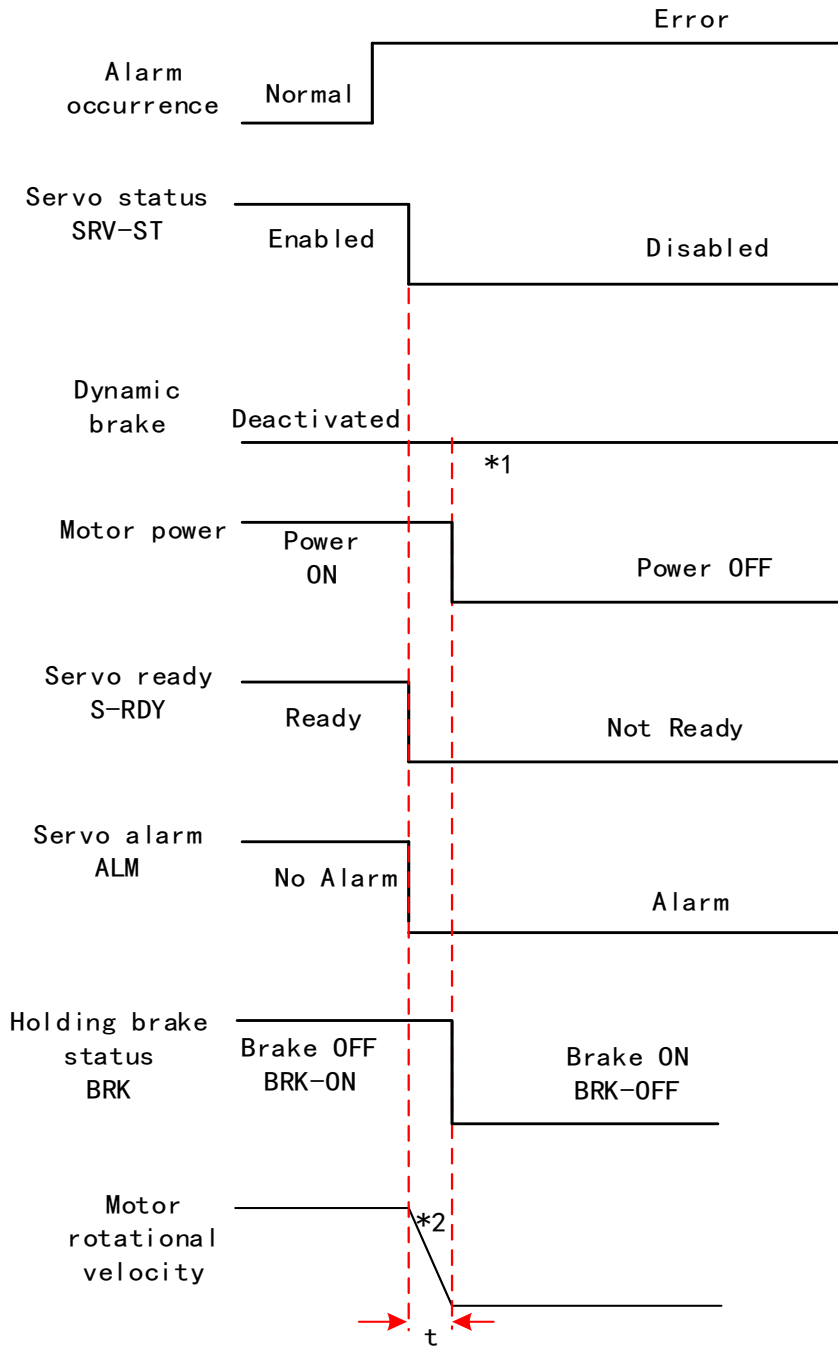 Error
Alarm
occurrence
Normal
Servo status
SRV-ST
Enabled
Disabled
Dynamic
brake
Deactivated
*1
Motor power
Power
ON
Power OFF
Servo ready
S-RDY
Ready
Not Ready
Servo alarm
ALM
No Alarm
Alarm
Holding brake
status
BRK
Brake OFF
BRK-ON
Brake ON
BRK-OFF
Motor
rotational
velocity
*2
t